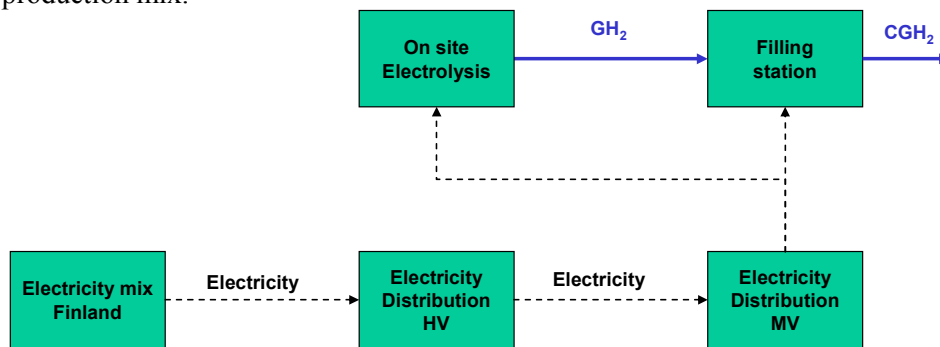 production mix.
On site
Electrolysis
GH₂
Filling
station
CGH₂
Electricity mix
Finland
Electricity
Electricity
Distribution
HV
Electricity
Electricity
Distribution
MV